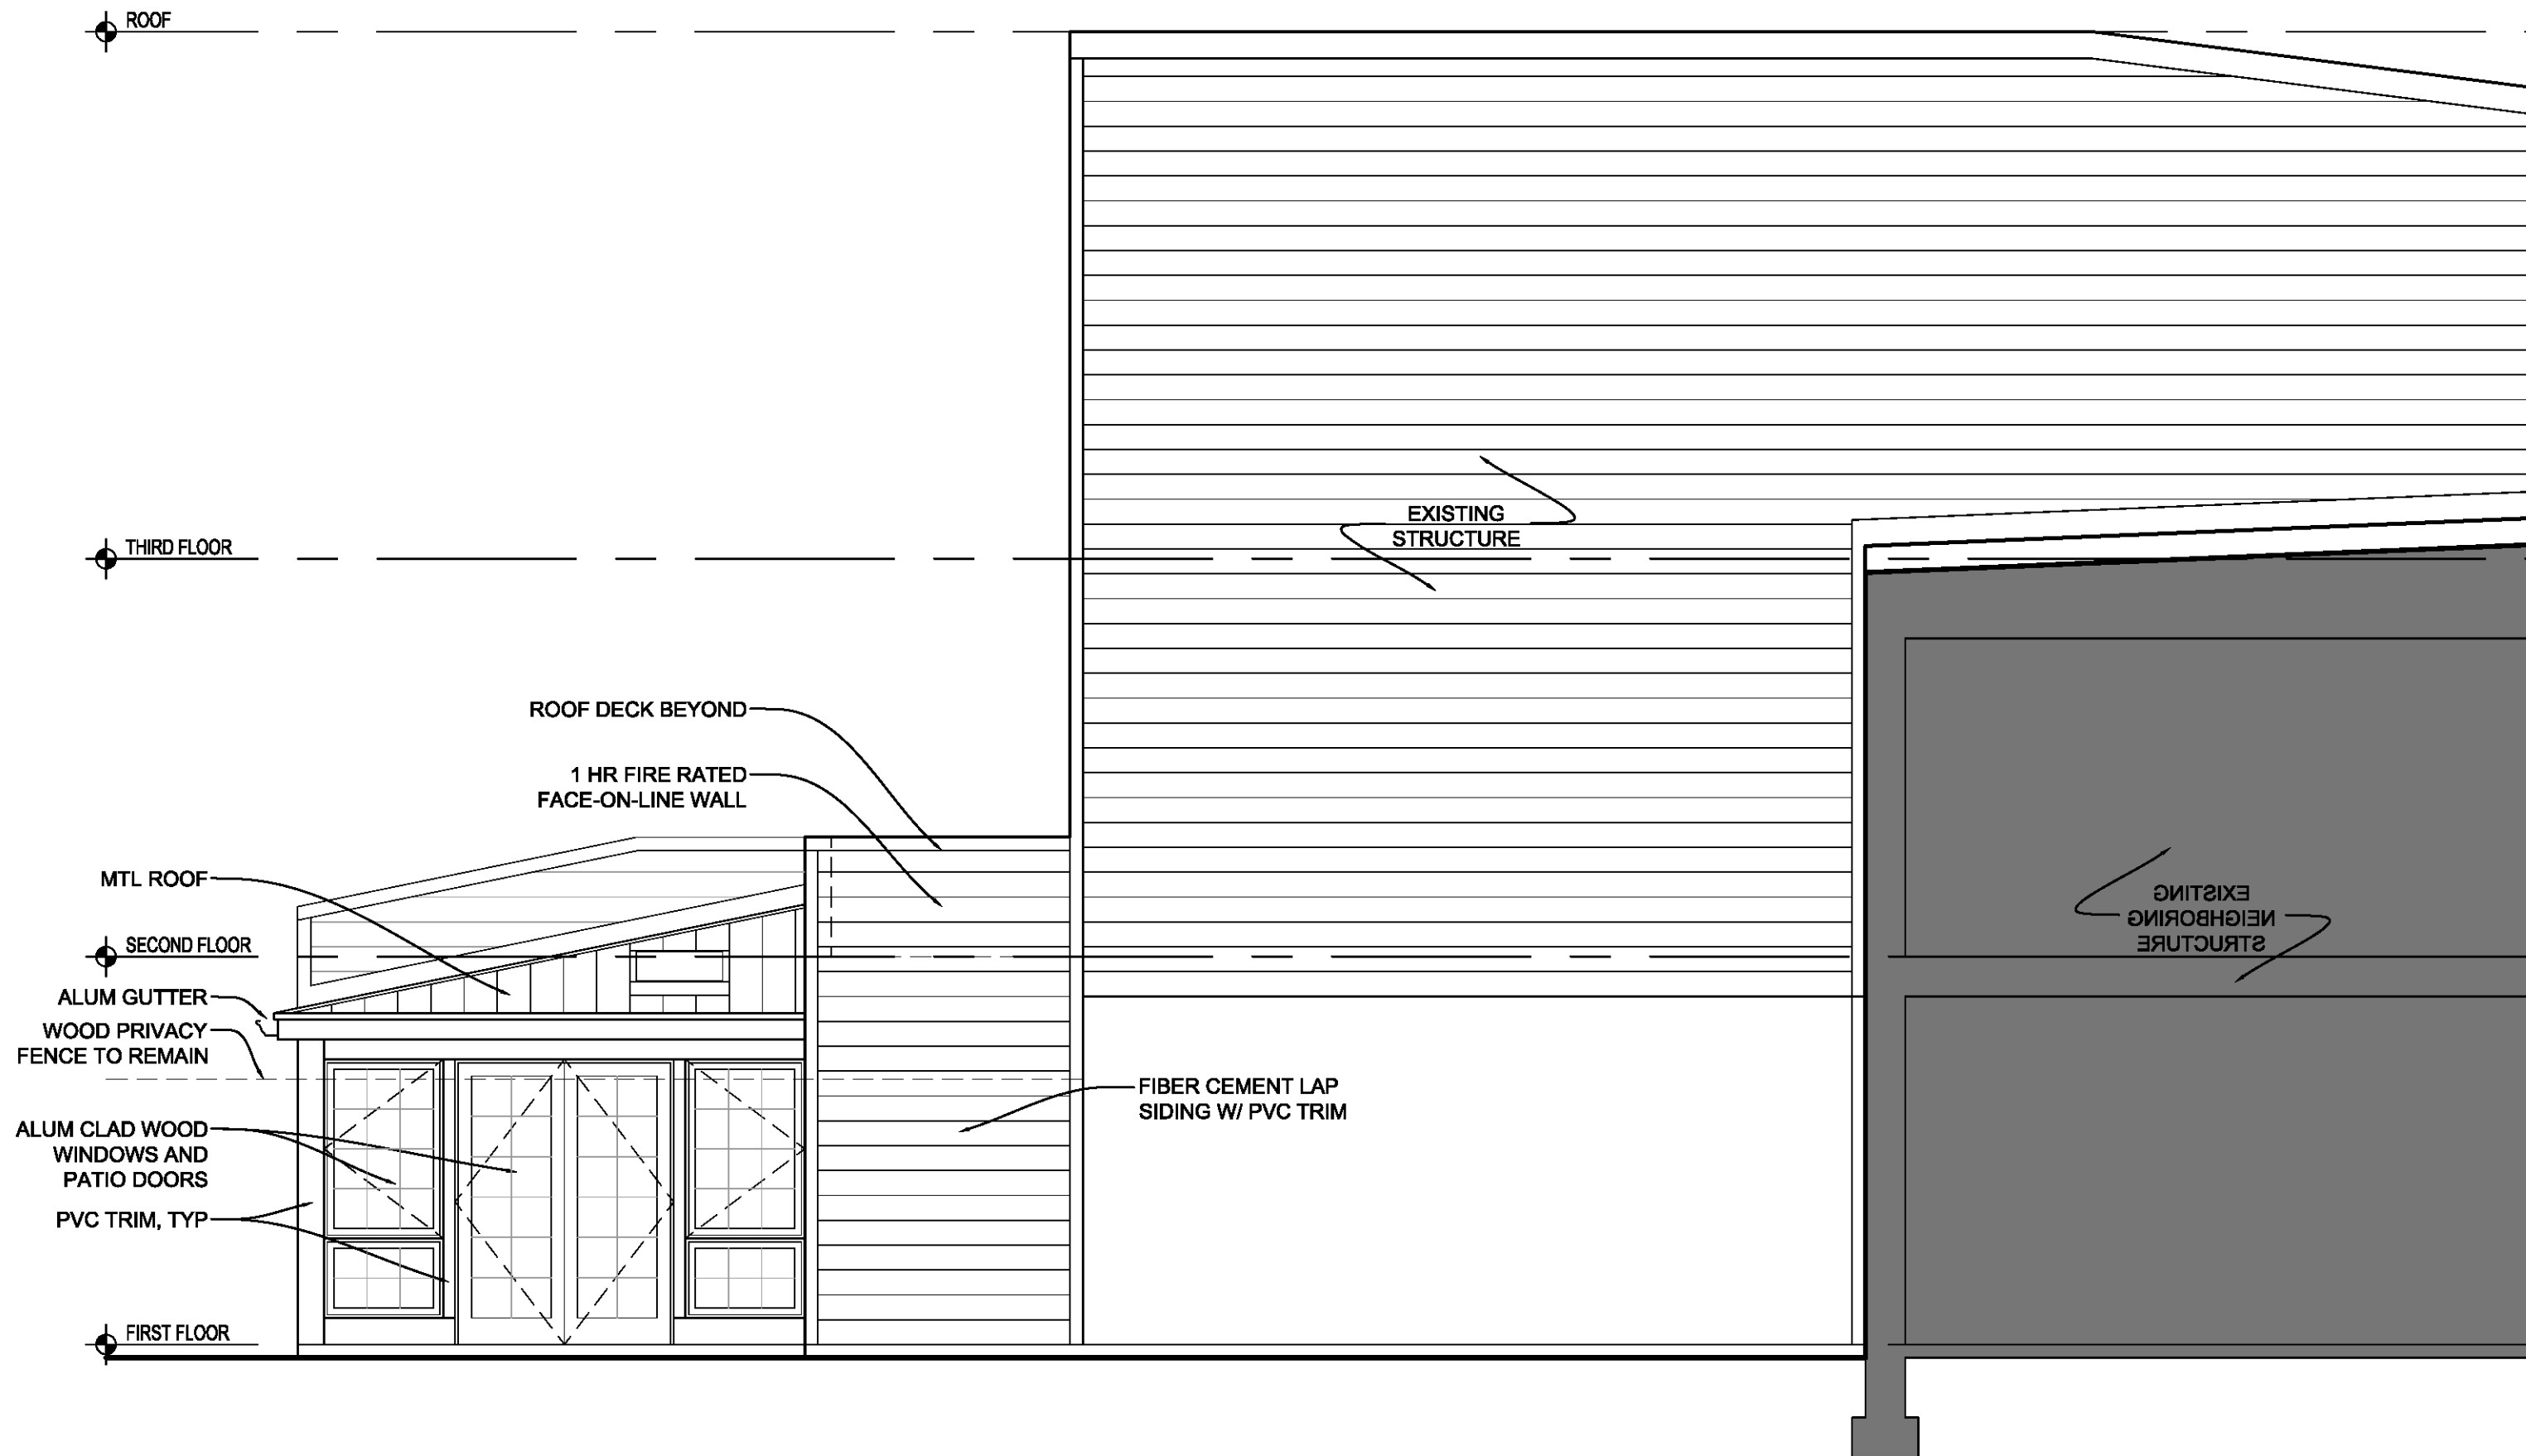 ROOF
EXISTING
STRUCTURE
THIRD FLOOR
ROOF DECK BEYOND
1 HR FIRE RATED
FACE-ON-LINE WALL
MTL ROOF
EXISTING
NEIGHBORING
STRUCTURE
SECOND FLOOR
ALUM GUTTER
WOOD PRIVACY
FENCE TO REMAIN
FIBER CEMENT LAP
SIDING W/ PVC TRIM
ALUM CLAD WOOD
WINDOWS AND
PATIO DOORS
PVC TRIM, TYP
FIRST FLOOR